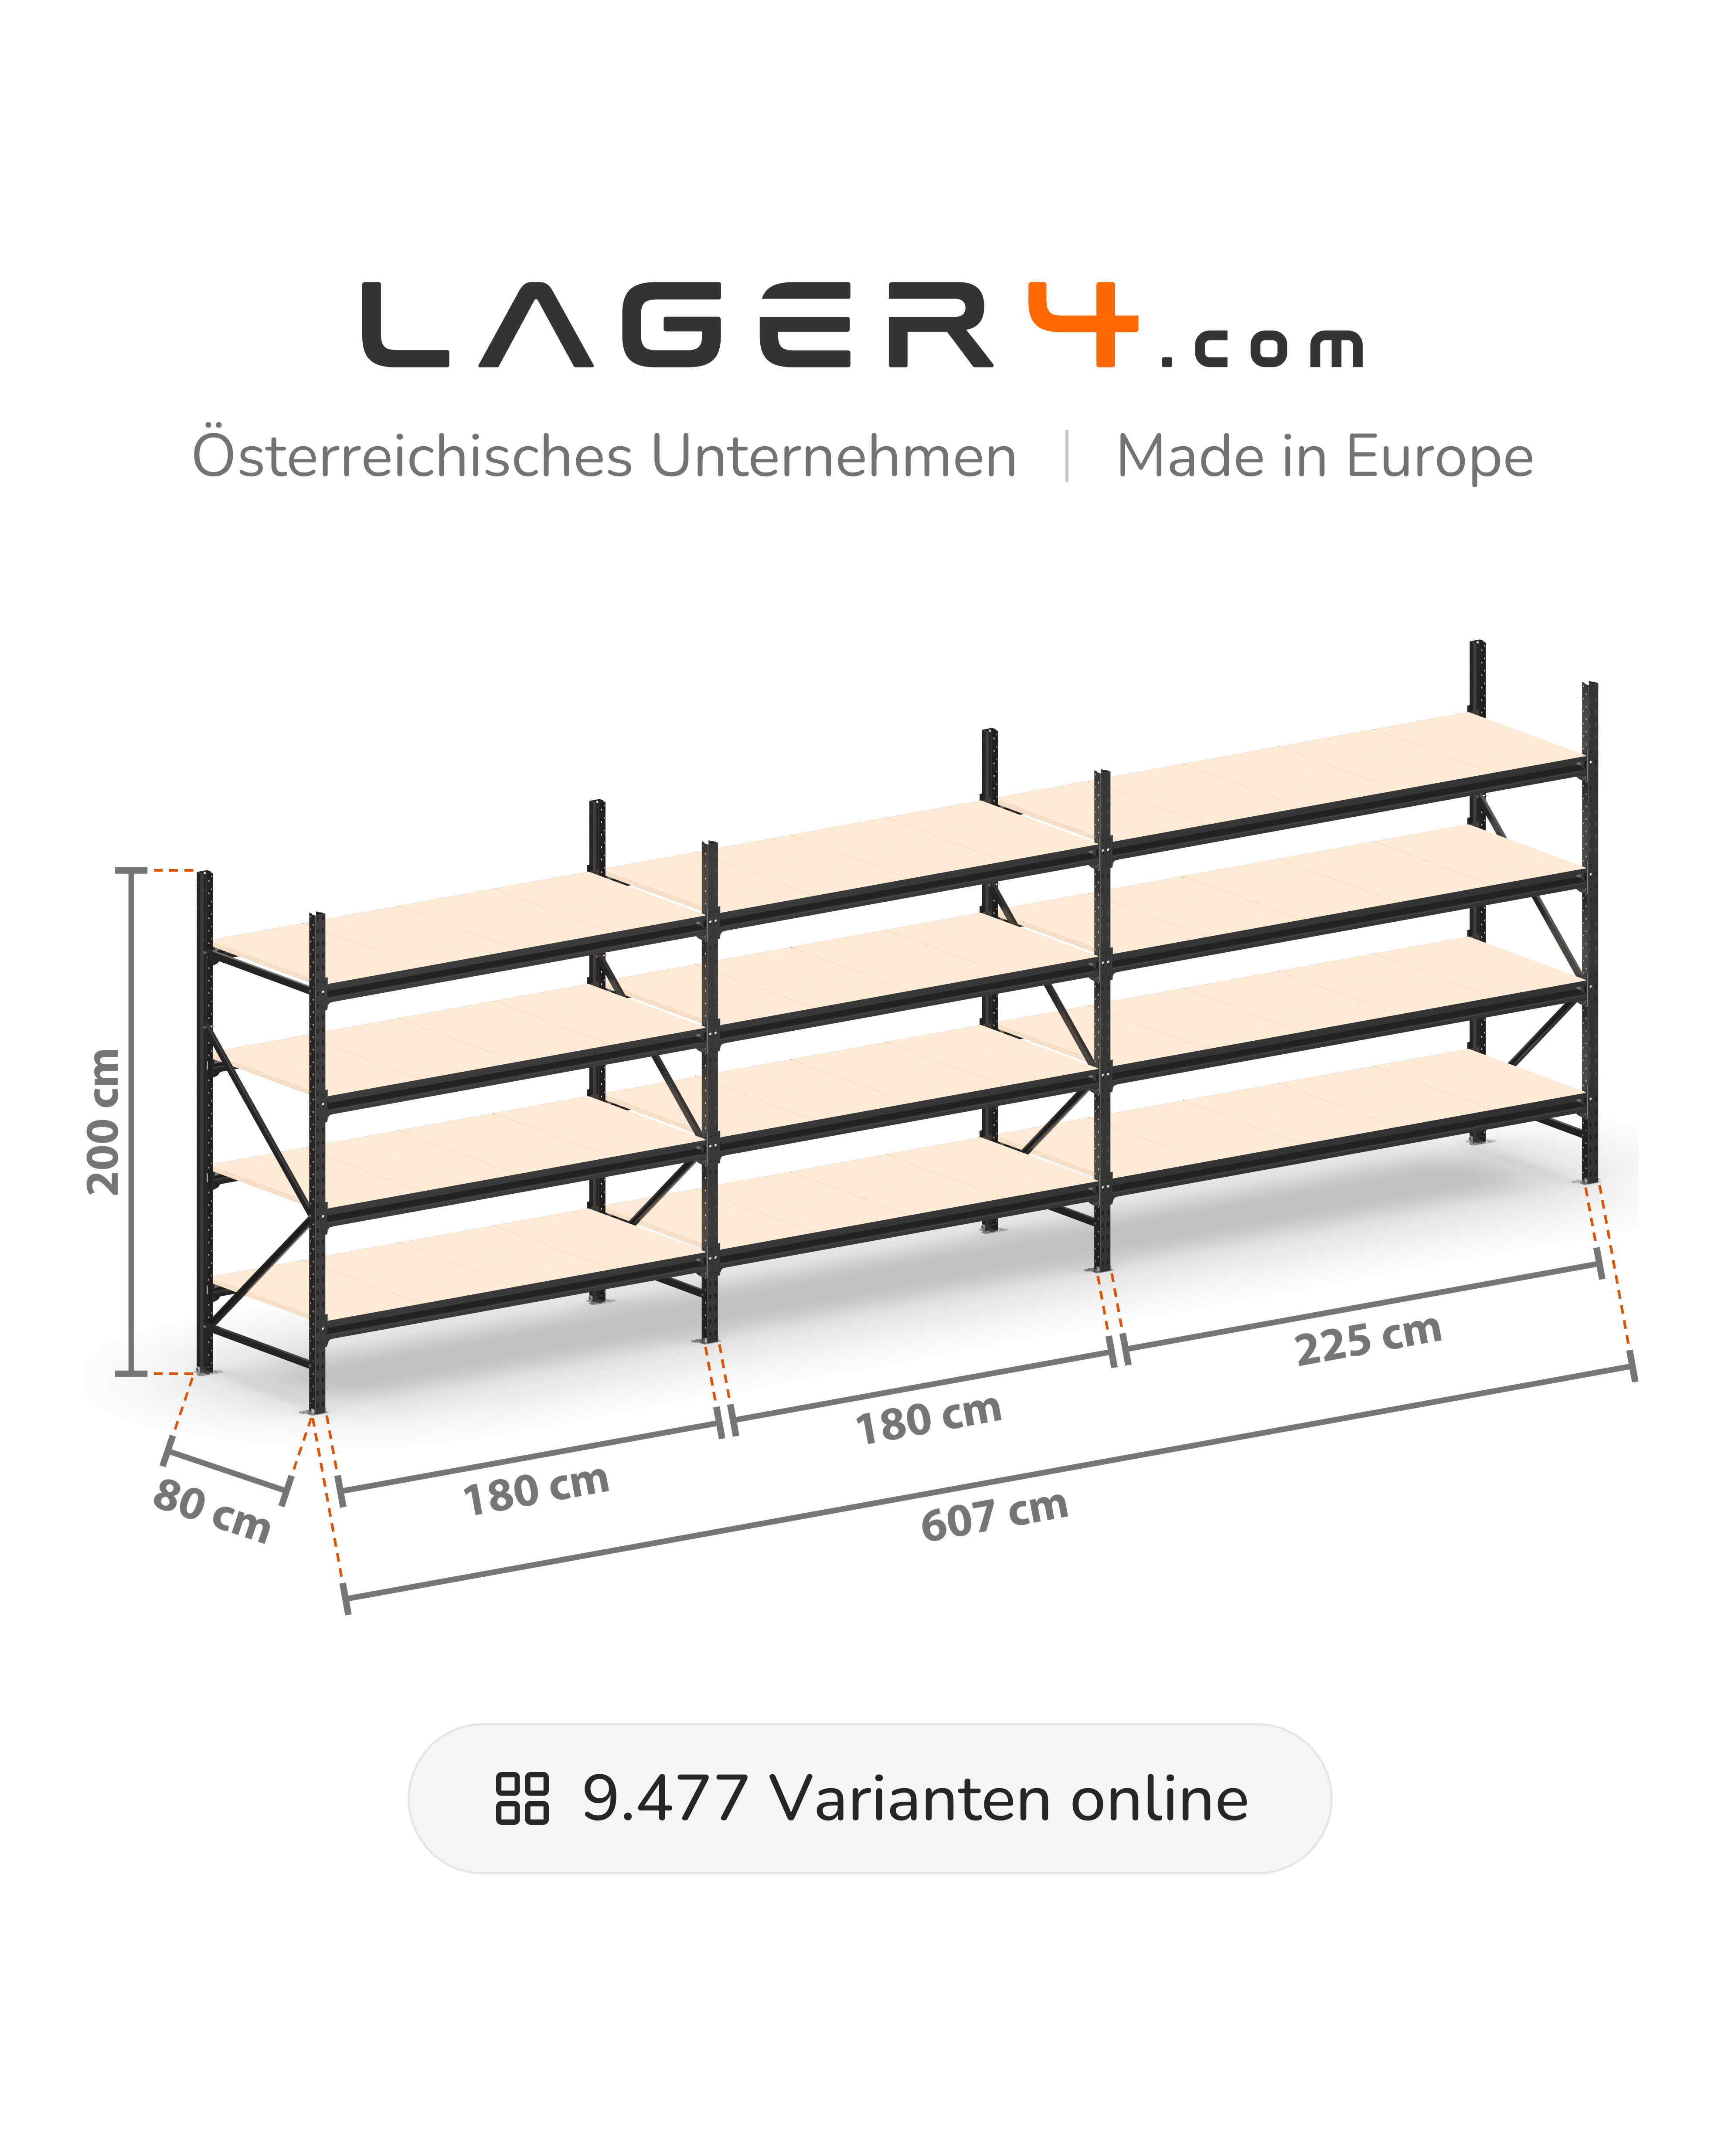 LAGER4.com
Österreichisches Unternehmen | Made in Europe
200 cm
80 cm
180 cm
180 cm
225 cm
607 cm
9.477 Varianten online